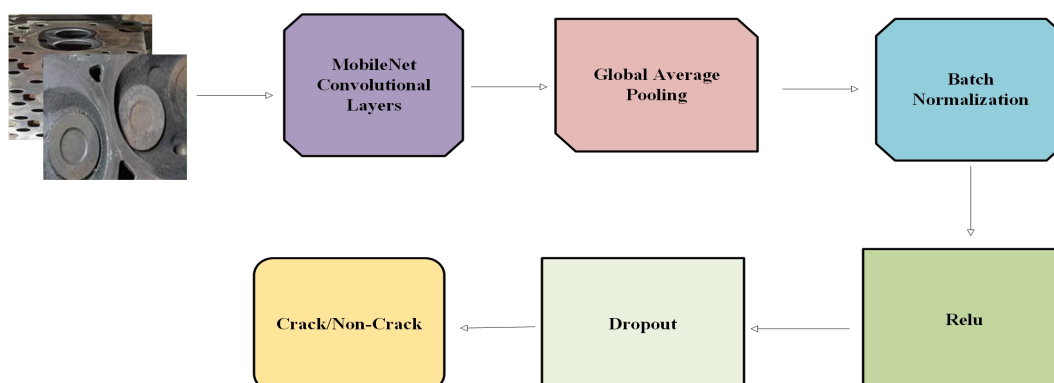 MobileNet
Convolutional
Layers
Global Average
Pooling
Batch
Normalization
Relu
Dropout
Crack/Non-Crack